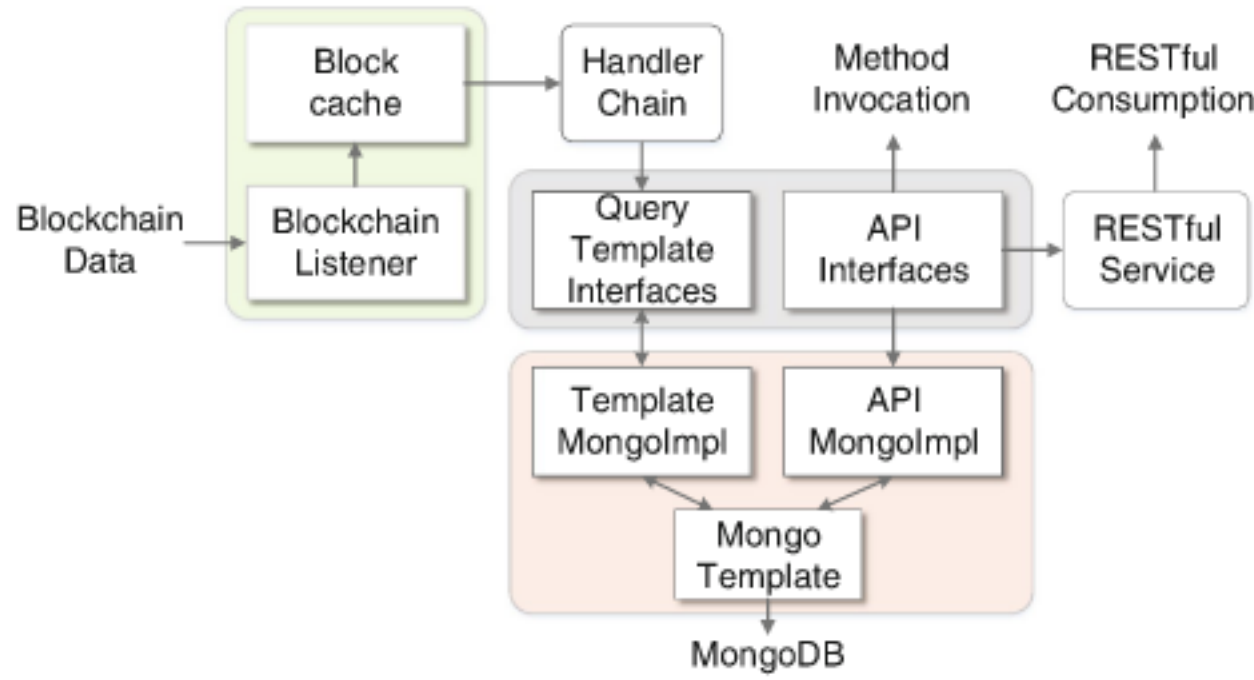 Block
cache
Handler
Chain
Method
Invocation
RESTful
Consumption
Blockchain
Data
Blockchain
Listener
Query
Template
Interfaces
API
Interfaces
RESTful
Service
Template
MongoImpl
API
MongoImpl
Mongo
Template
MongoDB